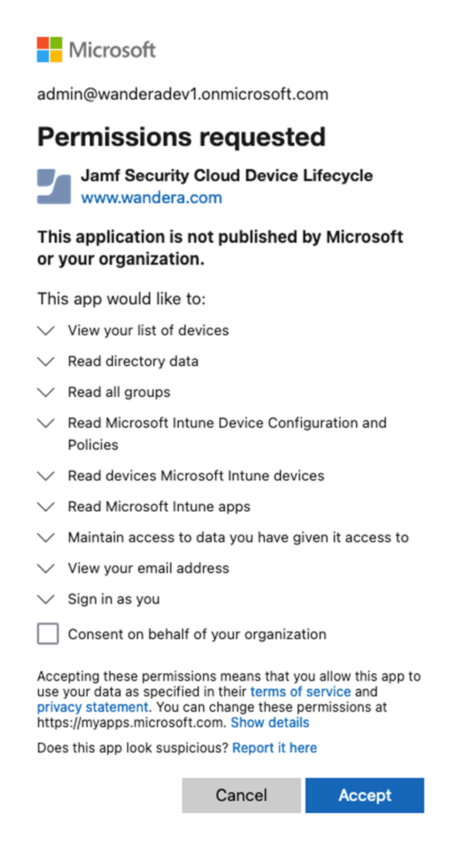 Microsoft
admin@wanderadev1.onmicrosoft.com
Permissions requested
Jamf Security Cloud Device Lifecycle
www.wandera.com
This application is not published by Microsoft
or your organization.
This app would like to:
View your list of devices
Read directory data
Read all groups
Read Microsoft Intune Device Configuration and
Policies
Read devices Microsoft Intune devices
Read Microsoft Intune apps
Maintain access to data you have given it access to
View your email address
Sign in as you
Consent on behalf of your organization
Accepting these permissions means that you allow this app to
use your data as specified in their terms of service and
privacy statement. You can change these permissions at
https://myapps.microsoft.com. Show details
Does this app look suspicious? Report it here
Cancel Accept